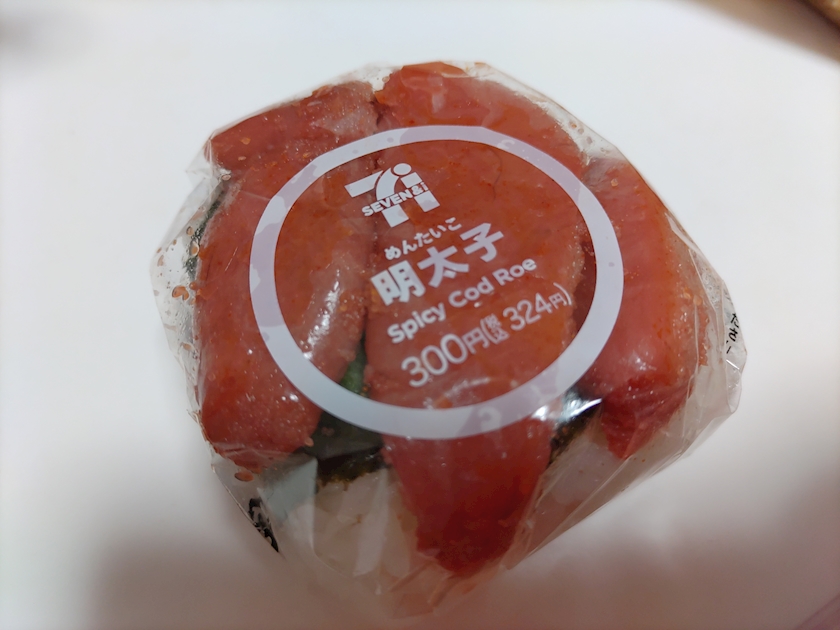 SEVEN&i
めんたいこ
明太子
Spicy Cod Roe
300円(税込324円)